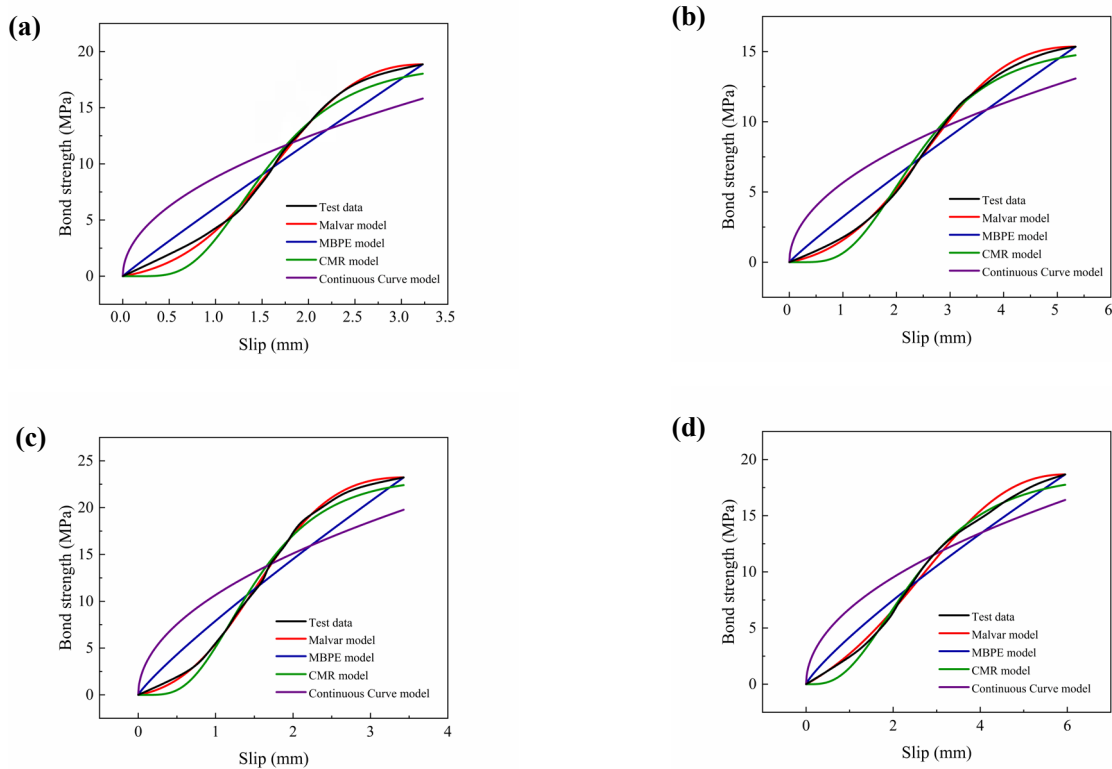 (a)
20
15
10
5
0
Bond strength (MPa)
0.0 0.5 1.0 1.5 2.0 2.5 3.0 3.5
Slip (mm)
Test data
Malvar model
MBPE model
CMR model
Continuous Curve model
(b)
15
10
5
0
Bond strength (MPa)
0 1 2 3 4 5 6
Slip (mm)
Test data
Malvar model
MBPE model
CMR model
Continuous Curve model
(c)
25
20
15
10
5
0
Bond strength (MPa)
0 1 2 3 4
Slip (mm)
Test data
Malvar model
MBPE model
CMR model
Continuous Curve model
(d)
20
15
10
5
0
Bond strength (MPa)
0 2 4 6
Slip (mm)
Test data
Malvar model
MBPE model
CMR model
Continuous Curve model